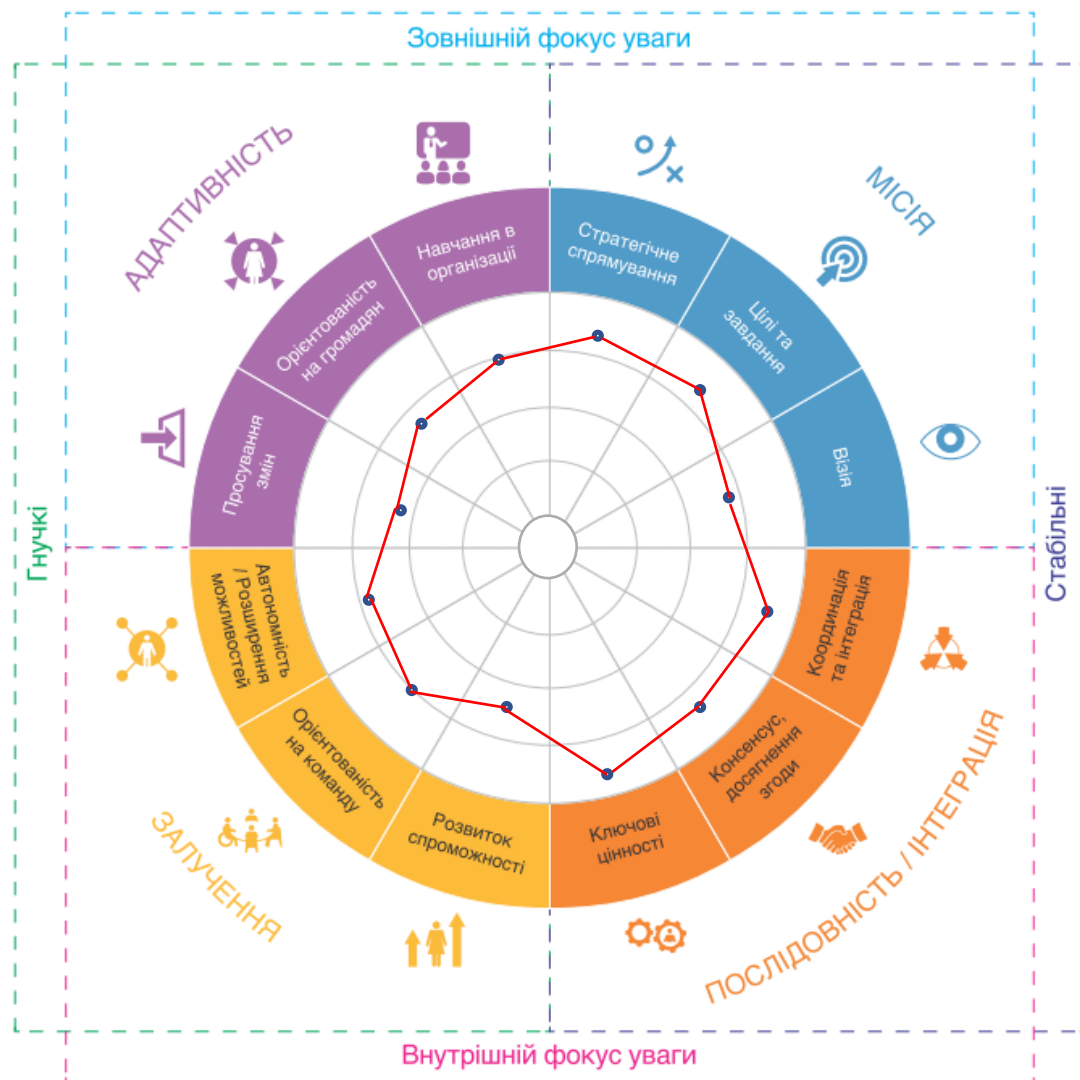 Зовнішній фокус уваги
АДАПТИВНІСТЬ
МІСІЯ
Навчання в
організації
Стратегічне
спрямування
Орієнтованість
на громадян
Цілі та
завдання
Просування
змін
Візія
Гнучкі
Стабільні
Автономність
/ Розширення
можливостей
Координація
та інтеграція
Орієнтованість
на команду
Консенсус,
досягнення
згоди
Розвиток
спроможності
Ключові
цінності
ЗАЛУЧЕННЯ
ПОСЛІДОВНІСТЬ / ІНТЕГРАЦІЯ
Внутрішній фокус уваги